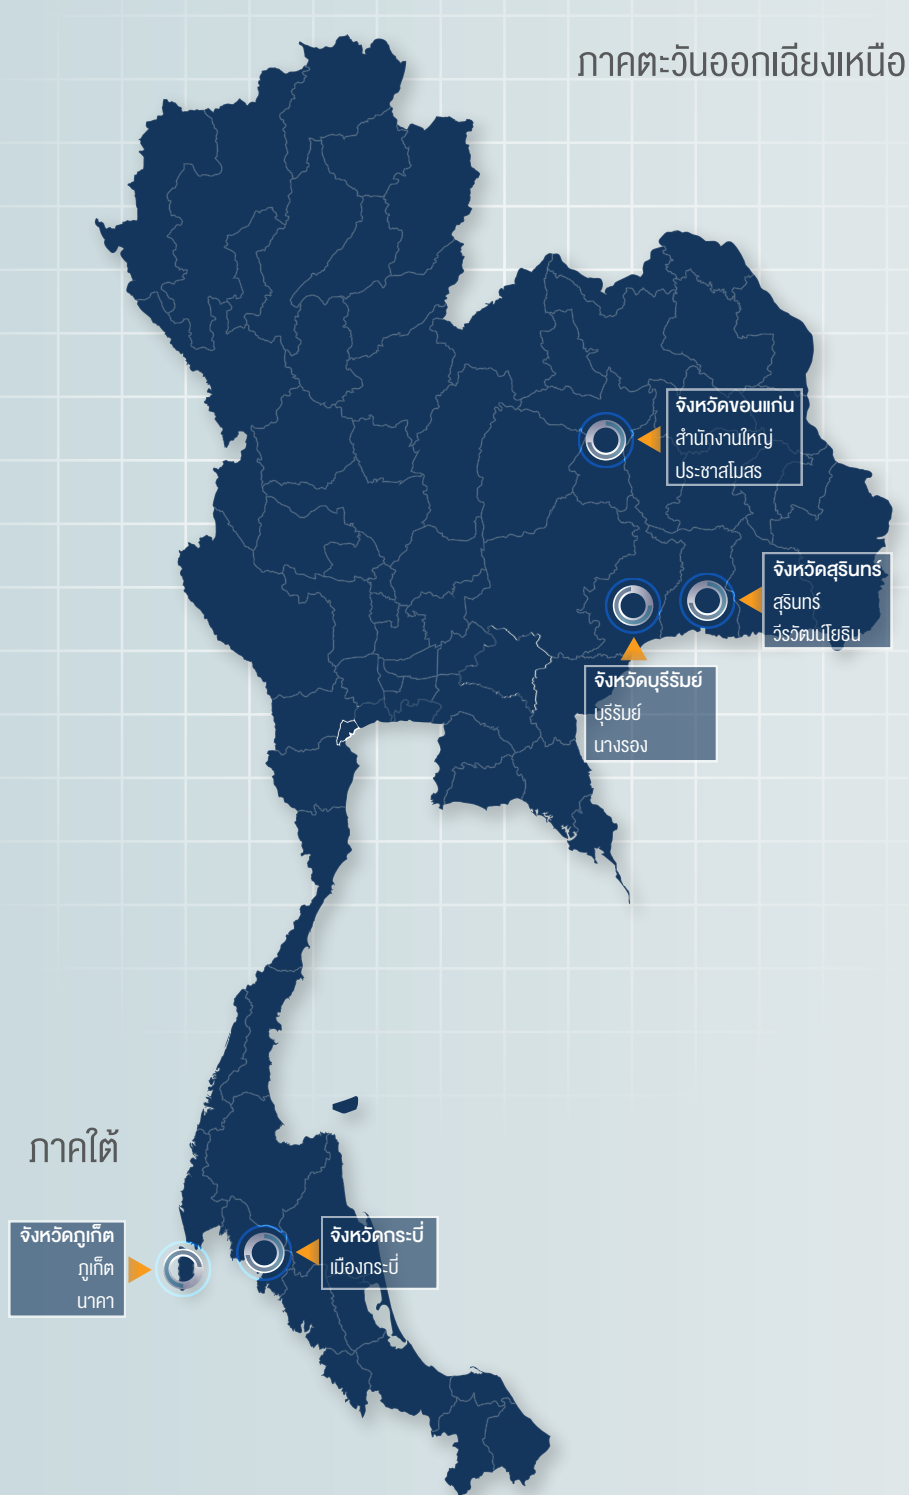 ภาคตะวันออกเฉียงเหนือ
จังหวัดขอนแก่น
สำนักงานใหญ่
ประชาสโมสร
จังหวัดสุรินทร์
สุรินทร์
วีรวัฒน์โยธิน
จังหวัดบุรีรัมย์
บุรีรัมย์
นางรอง
ภาคใต้
จังหวัดภูเก็ต
ภูเก็ต
นาคา
จังหวัดกระบี่
เมืองกระบี่